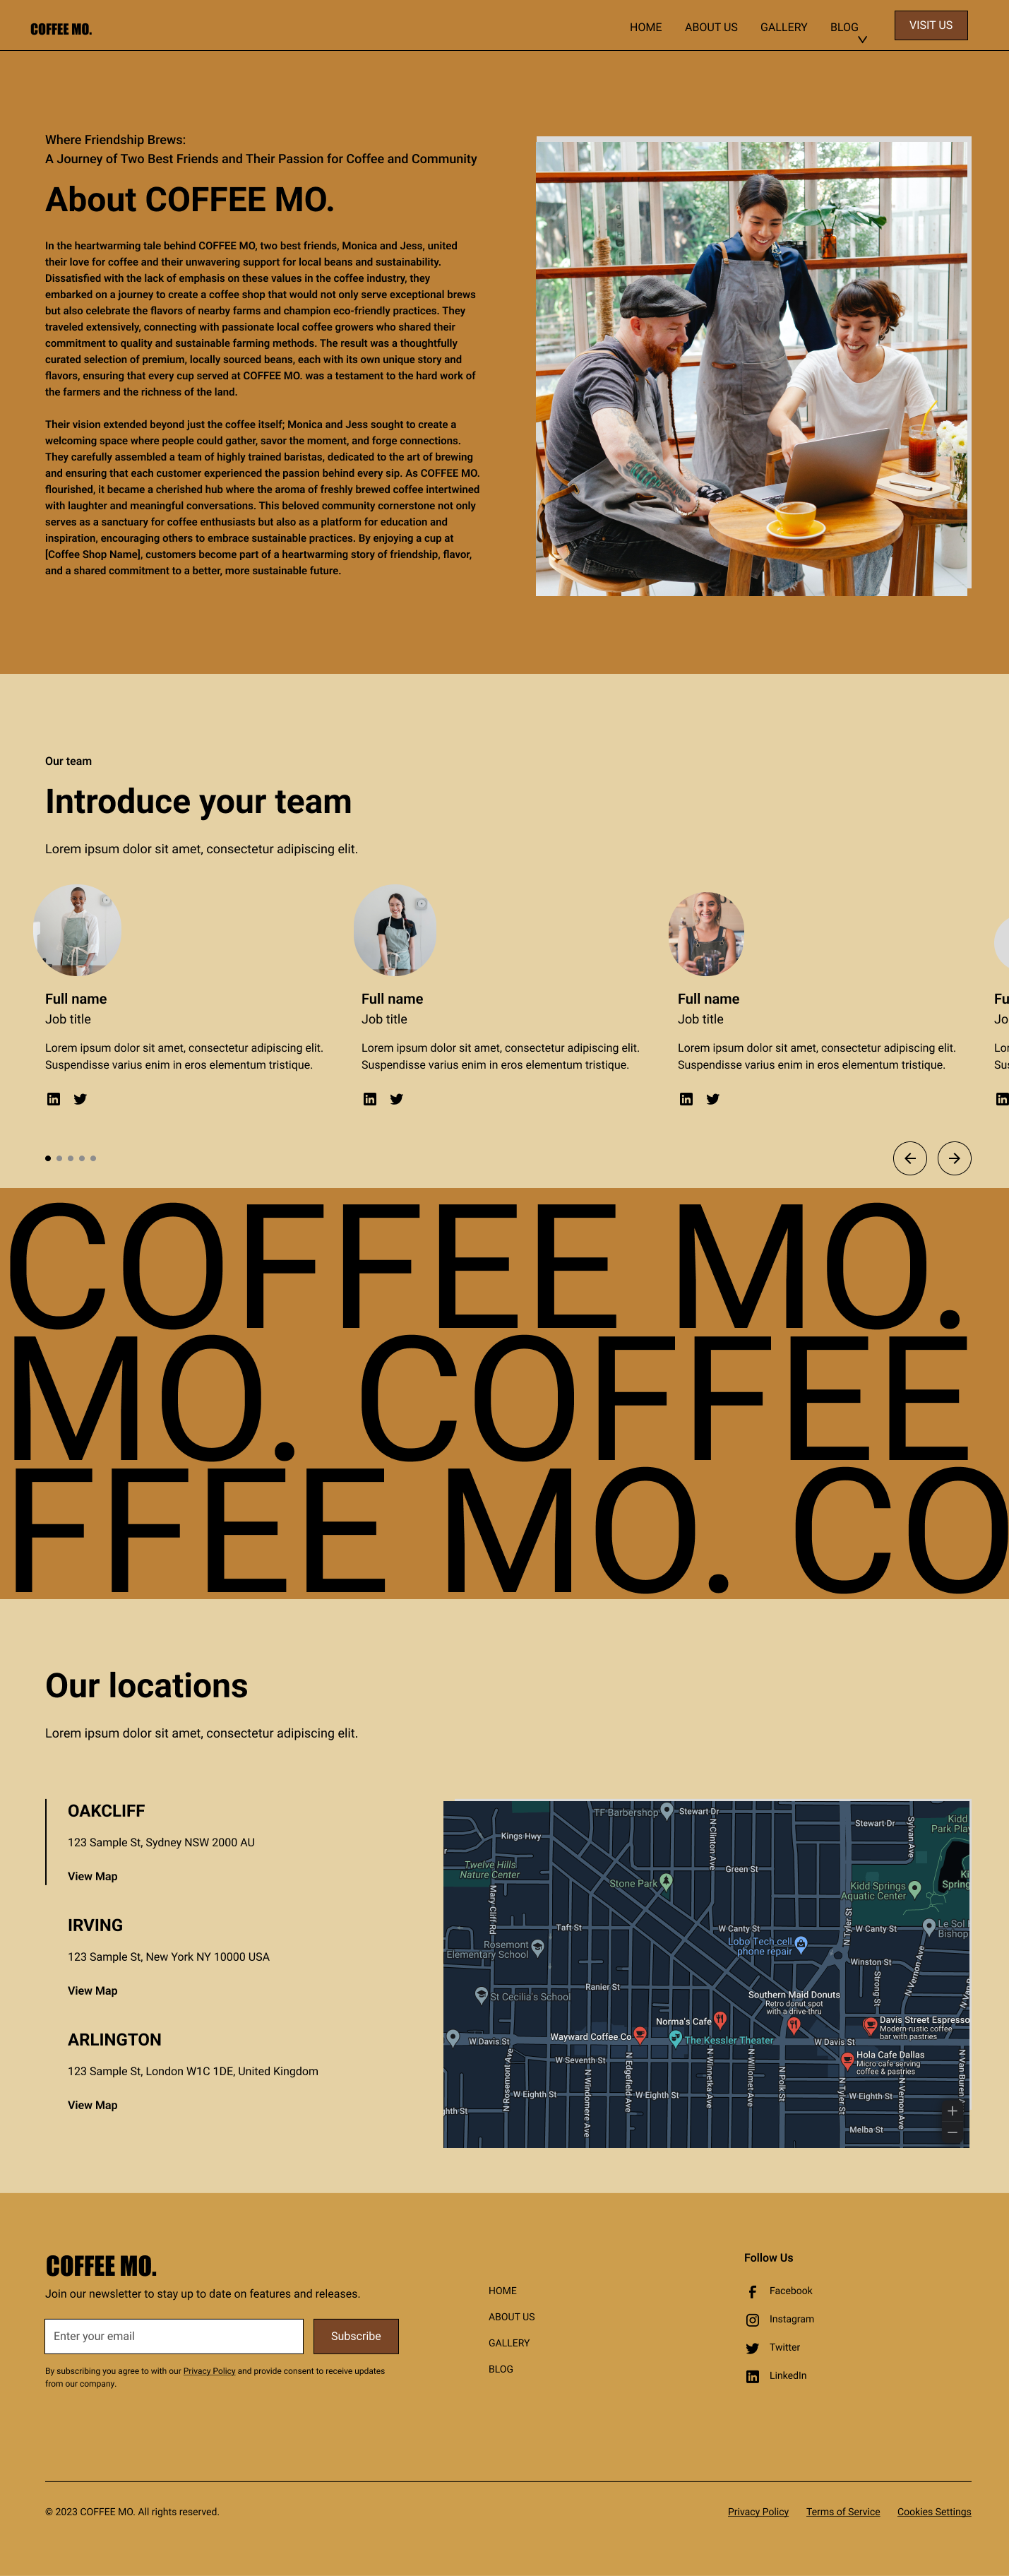 COFFEE MO.
HOME
ABOUT US
GALLERY
BLOG
VISIT US
Where Friendship Brews:
A Journey of Two Best Friends and Their Passion for Coffee and Community
About COFFEE MO.
In the heartwarming tale behind COFFEE MO, two best friends, Monica and Jess, united
their love for coffee and their unwavering support for local beans and sustainability.
Dissatisfied with the lack of emphasis on these values in the coffee industry, they
embarked on a journey to create a coffee shop that would not only serve exceptional brews
but also celebrate the flavors of nearby farms and champion eco-friendly practices. They
traveled extensively, connecting with passionate local coffee growers who shared their
commitment to quality and sustainable farming methods. The result was a thoughtfully
curated selection of premium, locally sourced beans, each with its own unique story and
flavors, ensuring that every cup served at COFFEE MO. was a testament to the hard work of
the farmers and the richness of the land.
Their vision extended beyond just the coffee itself; Monica and Jess sought to create a
welcoming space where people could gather, savor the moment, and forge connections.
They carefully assembled a team of highly trained baristas, dedicated to the art of brewing
and ensuring that each customer experienced the passion behind every sip. As COFFEE MO.
flourished, it became a cherished hub where the aroma of freshly brewed coffee intertwined
with laughter and meaningful conversations. This beloved community cornerstone not only
serves as a sanctuary for coffee enthusiasts but also as a platform for education and
inspiration, encouraging others to embrace sustainable practices. By enjoying a cup at
[Coffee Shop Name], customers become part of a heartwarming story of friendship, flavor,
and a shared commitment to a better, more sustainable future.
Our team
Introduce your team
Lorem ipsum dolor sit amet, consectetur adipiscing elit.
Full name
Job title
Lorem ipsum dolor sit amet, consectetur adipiscing elit.
Suspendisse varius enim in eros elementum tristique.
Full name
Job title
Lorem ipsum dolor sit amet, consectetur adipiscing elit.
Suspendisse varius enim in eros elementum tristique.
Full name
Job title
Lorem ipsum dolor sit amet, consectetur adipiscing elit.
Suspendisse varius enim in eros elementum tristique.
Fu
Jo
Lor
Sus
COFFEE MO.
MO. COFFEE
FFEE MO. CO
Our locations
Lorem ipsum dolor sit amet, consectetur adipiscing elit.
OAKCLIFF
123 Sample St, Sydney NSW 2000 AU
View Map
IRVING
123 Sample St, New York NY 10000 USA
View Map
ARLINGTON
123 Sample St, London W1C 1DE, United Kingdom
View Map
TF Barbershop
Stewart Dr
Stewart Dr
Sylvan Ave
Kidd
Park Pla
Kings Hwy
N Clinton Ave
Twelve Hills
Nature Center
Green St
Stone Park
Kidd Springs
Aquatic Center
Ki
Spring
Mary Cliff Rd
Taft St
W Canty St
N Tyler St
W Canty St
Le Sol
Bishop
Rosemont
Elementary School
Lobo Tech cell
phone repair
Winston St
Ranier St
Strong St
N Vernon Ave
St Cecilia's School
Southern Maid Donuts
Retro donut spot
with a drive-thru
Norma's Cafe
Davis Street Espresso
Modern-rustic coffee
bar with pastries
Wayward Coffee Co
The Kessler Theater
W Davis St
W Davis St
Hola Cafe Dallas
Micro cafe serving
coffee & pastries
W Seventh St
N Rosemont Ave
N Windomere Ave
N Edgefield Ave
N Winnetka Ave
N Willomet Ave
N Polk St
N Tyler St
N Vernon Ave
N Van Buren
W Eighth St
W Eighth St
W Eighth St
ghth St
Melba St
COFFEE MO.
Join our newsletter to stay up to date on features and releases.
Enter your email
Subscribe
By subscribing you agree to with our Privacy Policy and provide consent to receive updates
from our company.
HOME
ABOUT US
GALLERY
BLOG
Follow Us
Facebook
Instagram
Twitter
LinkedIn
© 2023 COFFEE MO. All rights reserved.
Privacy Policy
Terms of Service
Cookies Settings